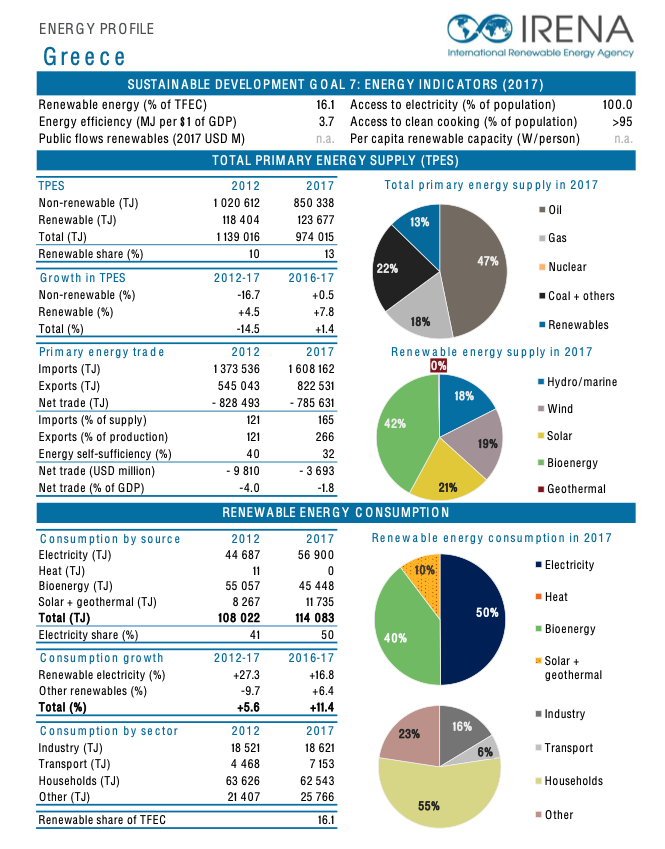 ENERGY PROFILE
Greece
IRENA
International Renewable Energy Agency
SUSTAINABLE DEVELOPMENT GOAL 7: ENERGY INDICATORS (2017)
Renewable energy (% of TFEC) 16.1 Access to electricity (% of population) 100.0
Energy efficiency (MJ per $1 of GDP) 3.7 Access to clean cooking (% of population) >95
Public flows renewables (2017 USD M) n.a. Per capita renewable capacity (W/person) n.a.
TOTAL PRIMARY ENERGY SUPPLY (TPES)
TPES 2012 2017
Non-renewable (TJ) 1 020 612 850 338
Renewable (TJ) 118 404 123 677
Total (TJ) 1 139 016 974 015
Renewable share (%) 10 13
Growth in TPES 2012-17 2016-17
Non-renewable (%) -16.7 +0.5
Renewable (%) +4.5 +7.8
Total (%) -14.5 +1.4
Primary energy trade 2012 2017
Imports (TJ) 1 373 536 1 608 162
Exports (TJ) 545 043 822 531
Net trade (TJ) - 828 493 - 785 631
Imports (% of supply) 121 165
Exports (% of production) 121 266
Energy self-sufficiency (%) 40 32
Net trade (USD million) - 9 810 - 3 693
Net trade (% of GDP) -4.0 -1.8
Total primary energy supply in 2017
13%
47%
22%
18%
Oil
Gas
Nuclear
Coal + others
Renewables
Renewable energy supply in 2017
0%
18%
42%
19%
21%
Hydro/marine
Wind
Solar
Bioenergy
Geothermal
RENEWABLE ENERGY CONSUMPTION
Consumption by source 2012 2017
Electricity (TJ) 44 687 56 900
Heat (TJ) 11 0
Bioenergy (TJ) 55 057 45 448
Solar + geothermal (TJ) 8 267 11 735
Total (TJ) 108 022 114 083
Electricity share (%) 41 50
Consumption growth 2012-17 2016-17
Renewable electricity (%) +27.3 +16.8
Other renewables (%) -9.7 +6.4
Total (%) +5.6 +11.4
Consumption by sector 2012 2017
Industry (TJ) 18 521 18 621
Transport (TJ) 4 468 7 153
Households (TJ) 63 626 62 543
Other (TJ) 21 407 25 766
Renewable share of TFEC 16.1
Renewable energy consumption in 2017
10%
50%
40%
Electricity
Heat
Bioenergy
Solar +
geothermal
16%
23%
6%
55%
Industry
Transport
Households
Other